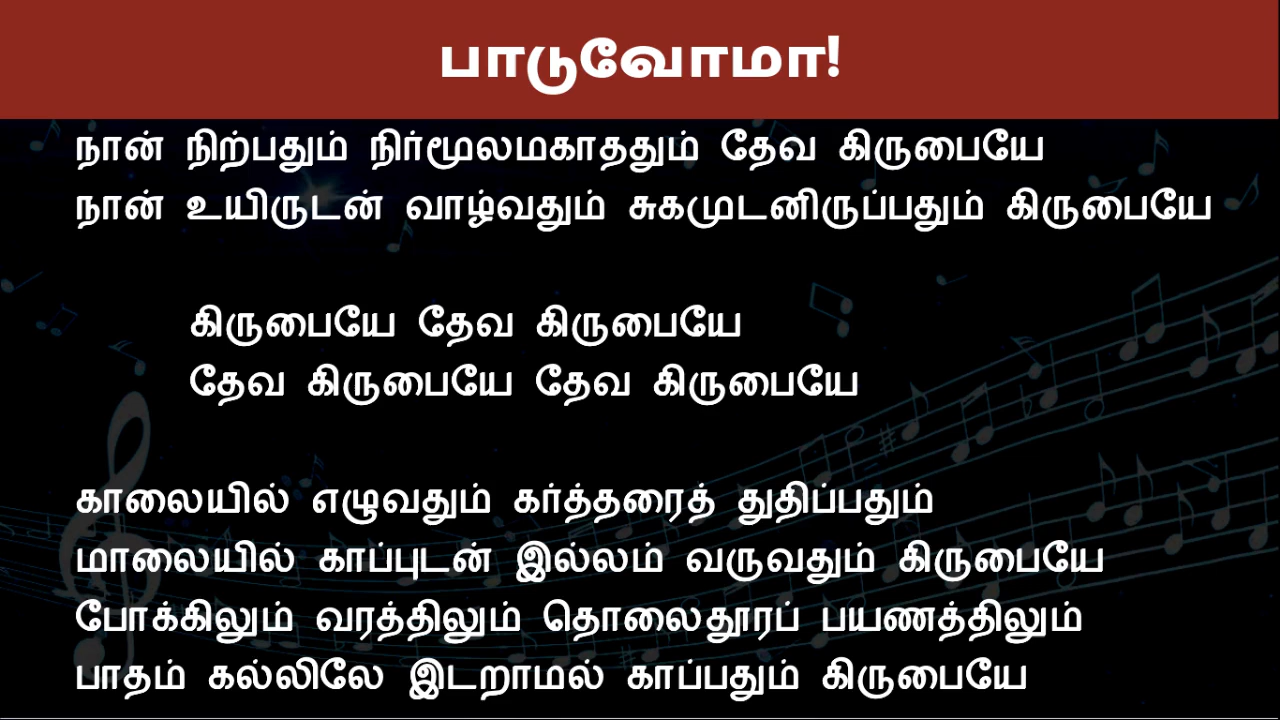 பாடுவோமா!
நான் நிற்பதும் நிர்மூலமகாததும் தேவ கிருபையே
நான் உயிருடன் வாழ்வதும் சுகமுடனிருப்பதும் கிருபையே
கிருபையே தேவ கிருபையே
தேவ கிருபையே தேவ கிருபையே
காலையில் எழுவதும் கர்த்தரைத் துதிப்பதும்
மாலையில் காப்புடன் இல்லம் வருவதும் கிருபையே
போக்கிலும் வரத்திலும் தொலைதூரப் பயணத்திலும்
பாதம் கல்லிலே இடறாமல் காப்பதும் கிருபையே